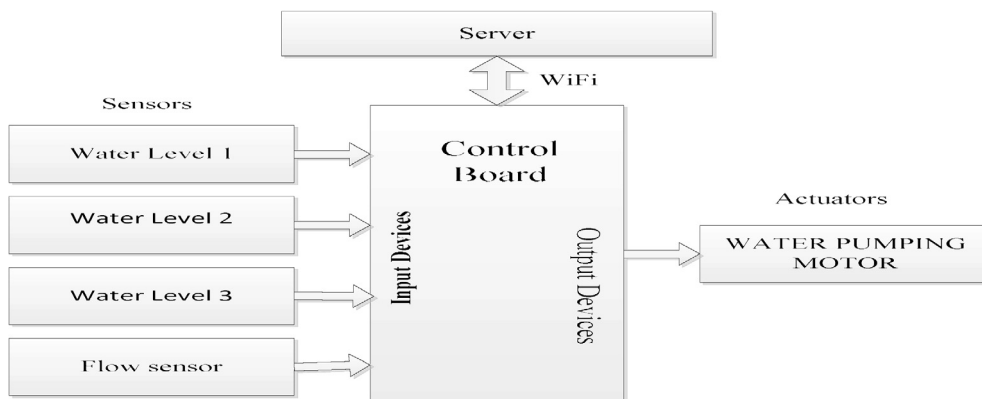 Server
WiFi
Sensors
Water Level 1
Water Level 2
Water Level 3
Flow sensor
Control
Board
Input Devices
Output Devices
Actuators
WATER PUMPING
MOTOR